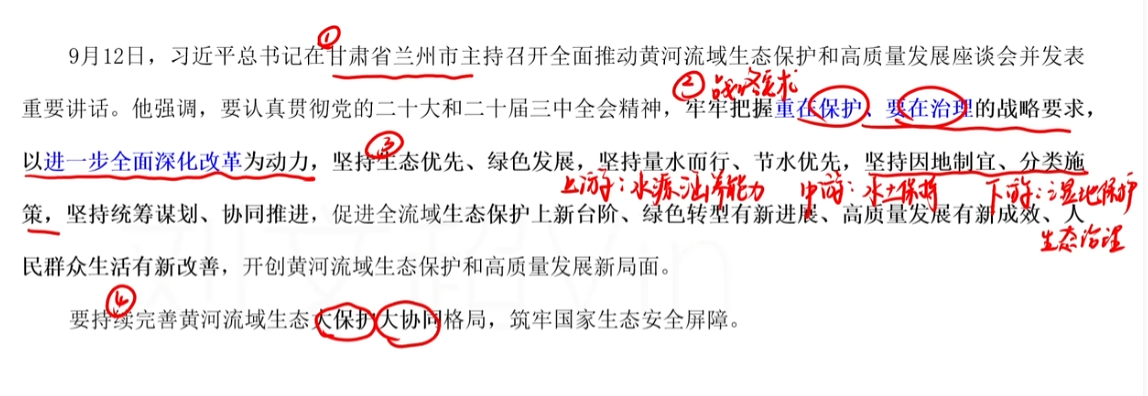 ①
9月12日，习近平总书记在甘肃省兰州市主持召开全面推动黄河流域生态保护和高质量发展座谈会并发表
② 战略要求
重要讲话。他强调，要认真贯彻党的二十大和二十届三中全会精神，牢牢把握重在保护、要在治理的战略要求，
③
以进一步全面深化改革为动力，坚持生态优先、绿色发展，坚持量水而行、节水优先，坚持因地制宜、分类施
上游：水源涵养能力 中游：水土保持 下游：湿地保护
策，坚持统筹谋划、协同推进，促进全流域生态保护上新台阶、绿色转型有新进展、高质量发展有新成效、人
生态治理
民群众生活有新改善，开创黄河流域生态保护和高质量发展新局面。
④
要持续完善黄河流域生态大保护大协同格局，筑牢国家生态安全屏障。